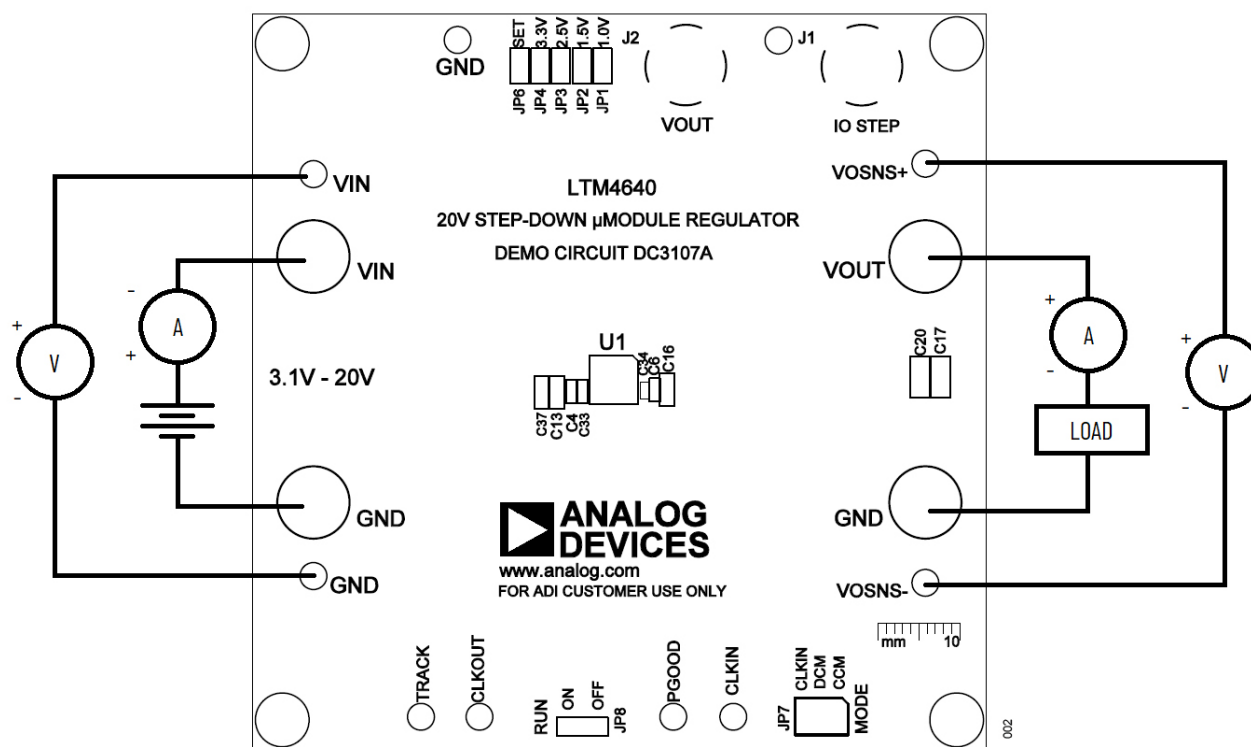 SET
3.3V
2.5V
1.5V
1.0V
J2
J1
GND
JP6
JP4
JP3
JP2
JP1
VOUT
IO STEP
VIN
VOSNS+
LTM4640
20V STEP-DOWN µMODULE REGULATOR
DEMO CIRCUIT DC3107A
VIN
VOUT
-
A
+
+
V
-
3.1V - 20V
U1
C37
C13
C4
C33
C34
C6
C16
C20
C17
+
A
-
LOAD
+
V
-
GND
GND
ANALOG
DEVICES
www.analog.com
FOR ADI CUSTOMER USE ONLY
GND
VOSNS-
mm 10
TRACK
CLKOUT
RUN
ON
OFF
JP8
PGOOD
CLKIN
JP7
CLKIN
DCM
CCM
MODE
002